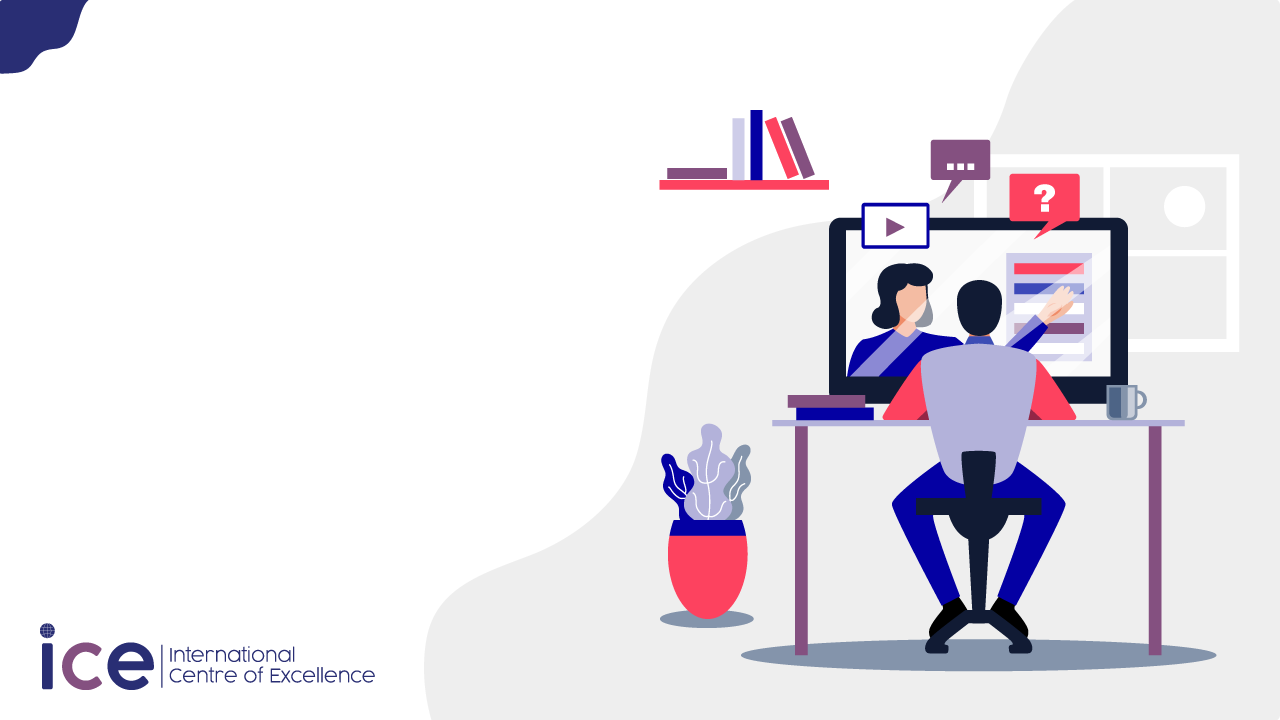 ...
?
ice
International
Centre of Excellence